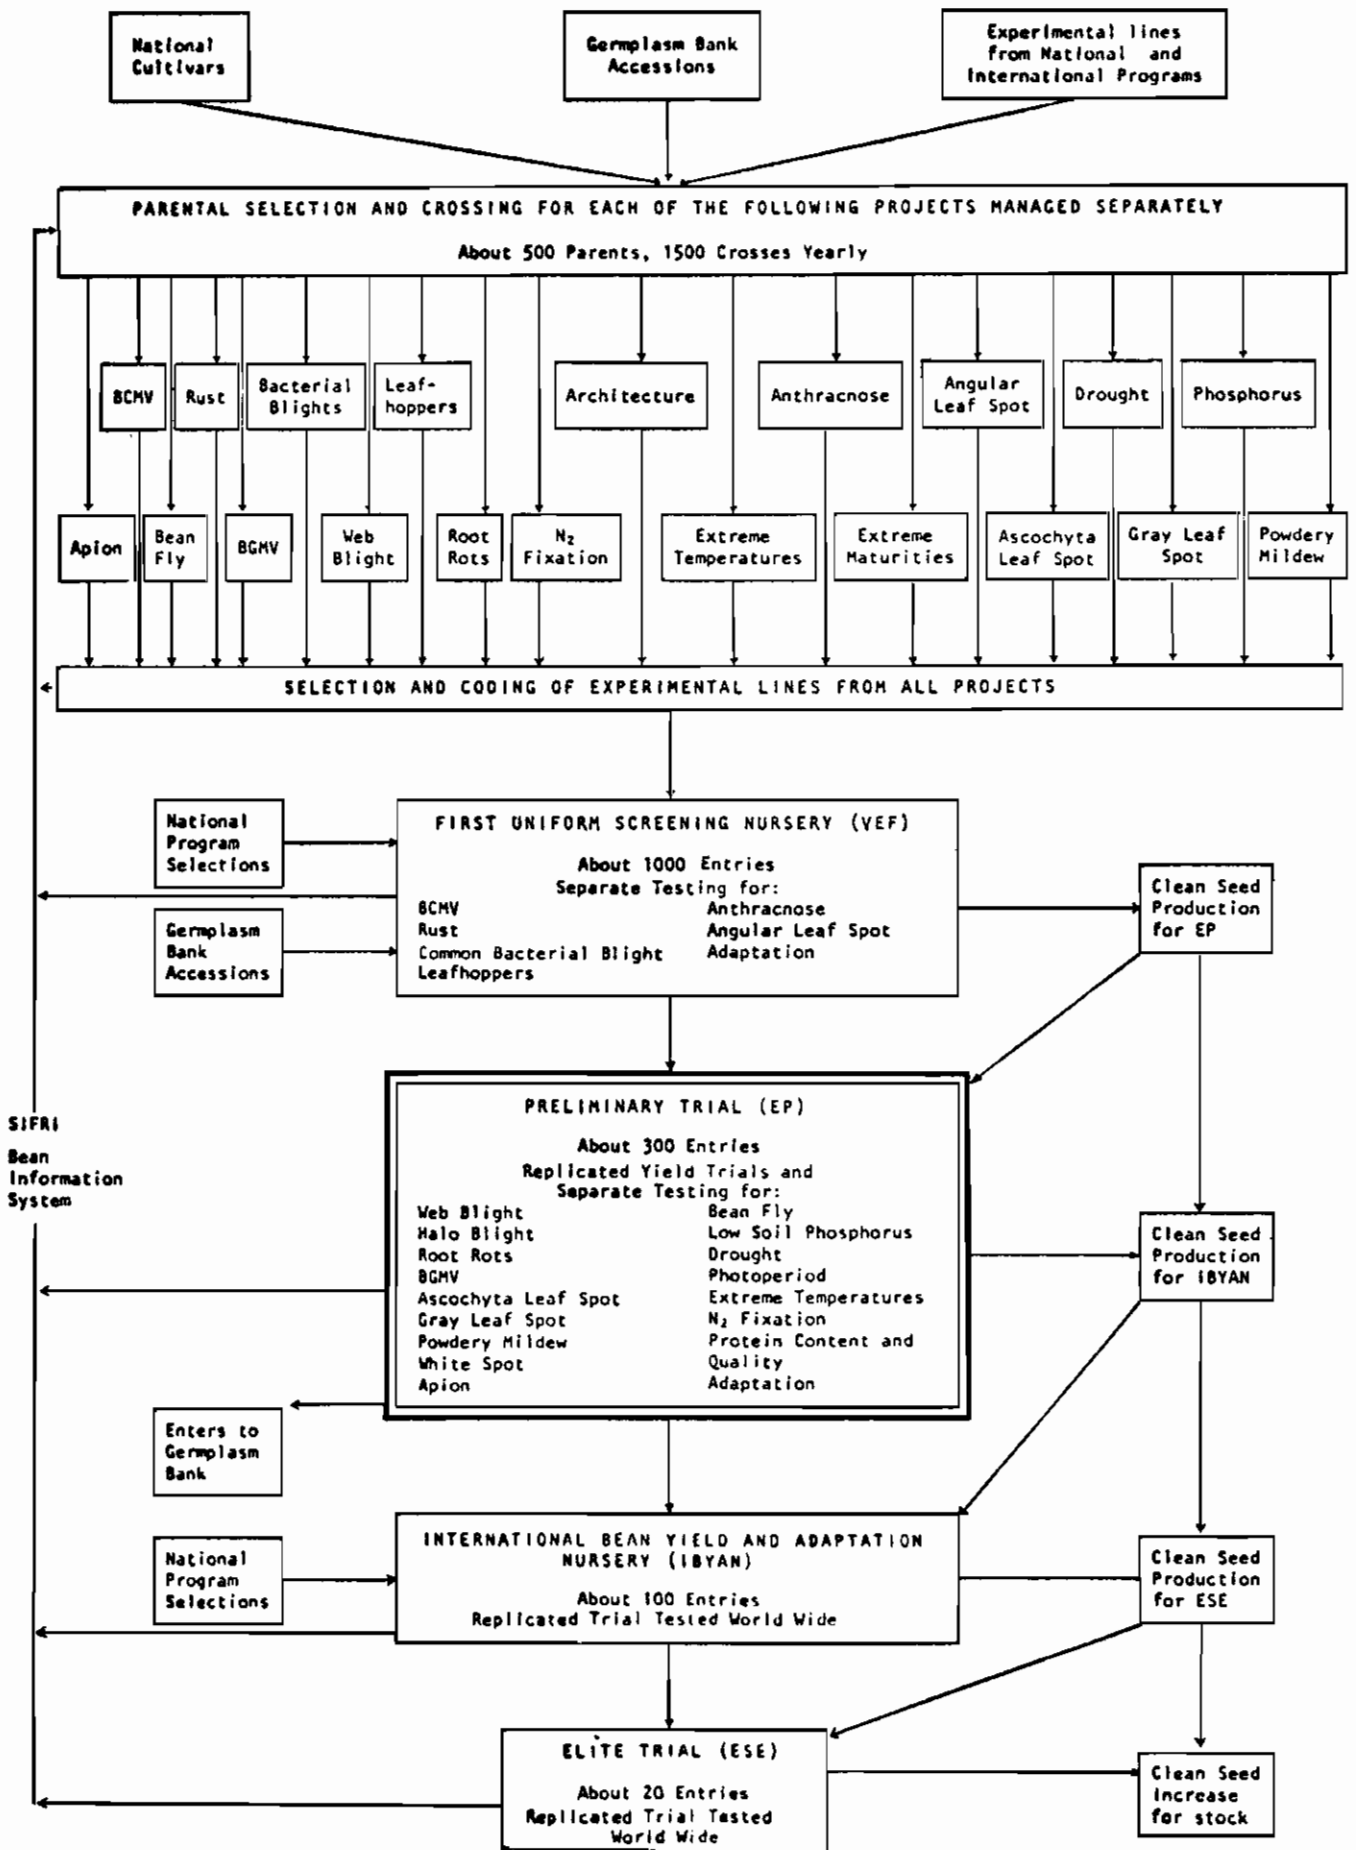 National
Cultivars
Germplasm Bank
Accessions
Experimental lines
from National and
International Programs
PARENTAL SELECTION AND CROSSING FOR EACH OF THE FOLLOWING PROJECTS MANAGED SEPARATELY
About 500 Parents, 1500 Crosses Yearly
BCMV
Rust
Bacterial
Blights
Leaf-
hoppers
Architecture
Anthracnose
Angular
Leaf Spot
Drought
Phosphorus
Apion
Bean
Fly
BGMV
Web
Blight
Root
Rots
N₂
Fixation
Extreme
Temperatures
Extreme
Maturities
Ascochyta
Leaf Spot
Gray Leaf
Spot
Powdery
Mildew
SELECTION AND CODING OF EXPERIMENTAL LINES FROM ALL PROJECTS
National
Program
Selections
Germplasm
Bank
Accessions
FIRST UNIFORM SCREENING NURSERY (VEF)
About 1000 Entries
Separate Testing for:
BCMV
Rust
Common Bacterial Blight
Leafhoppers
Anthracnose
Angular Leaf Spot
Adaptation
Clean Seed
Production
for EP
SIFRI
Bean
Information
System
PRELIMINARY TRIAL (EP)
About 300 Entries
Replicated Yield Trials and
Separate Testing for:
Web Blight
Halo Blight
Root Rots
BGMV
Ascochyta Leaf Spot
Gray Leaf Spot
Powdery Mildew
White Spot
Apion
Bean Fly
Low Soil Phosphorus
Drought
Photoperiod
Extreme Temperatures
N₂ Fixation
Protein Content and
Quality
Adaptation
Clean Seed
Production
for IBYAN
Enters to
Germplasm
Bank
National
Program
Selections
INTERNATIONAL BEAN YIELD AND ADAPTATION
NURSERY (IBYAN)
About 100 Entries
Replicated Trial Tested World Wide
Clean Seed
Production
for ESE
ELITE TRIAL (ESE)
About 20 Entries
Replicated Trial Tested
World Wide
Clean Seed
Increase
for stock